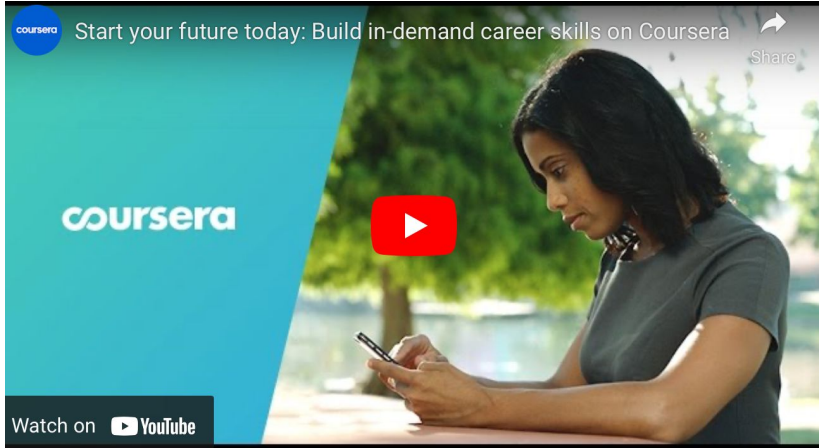 coursera
Start your future today: Build in-demand career skills on Coursera
Share
coursera
Watch on YouTube